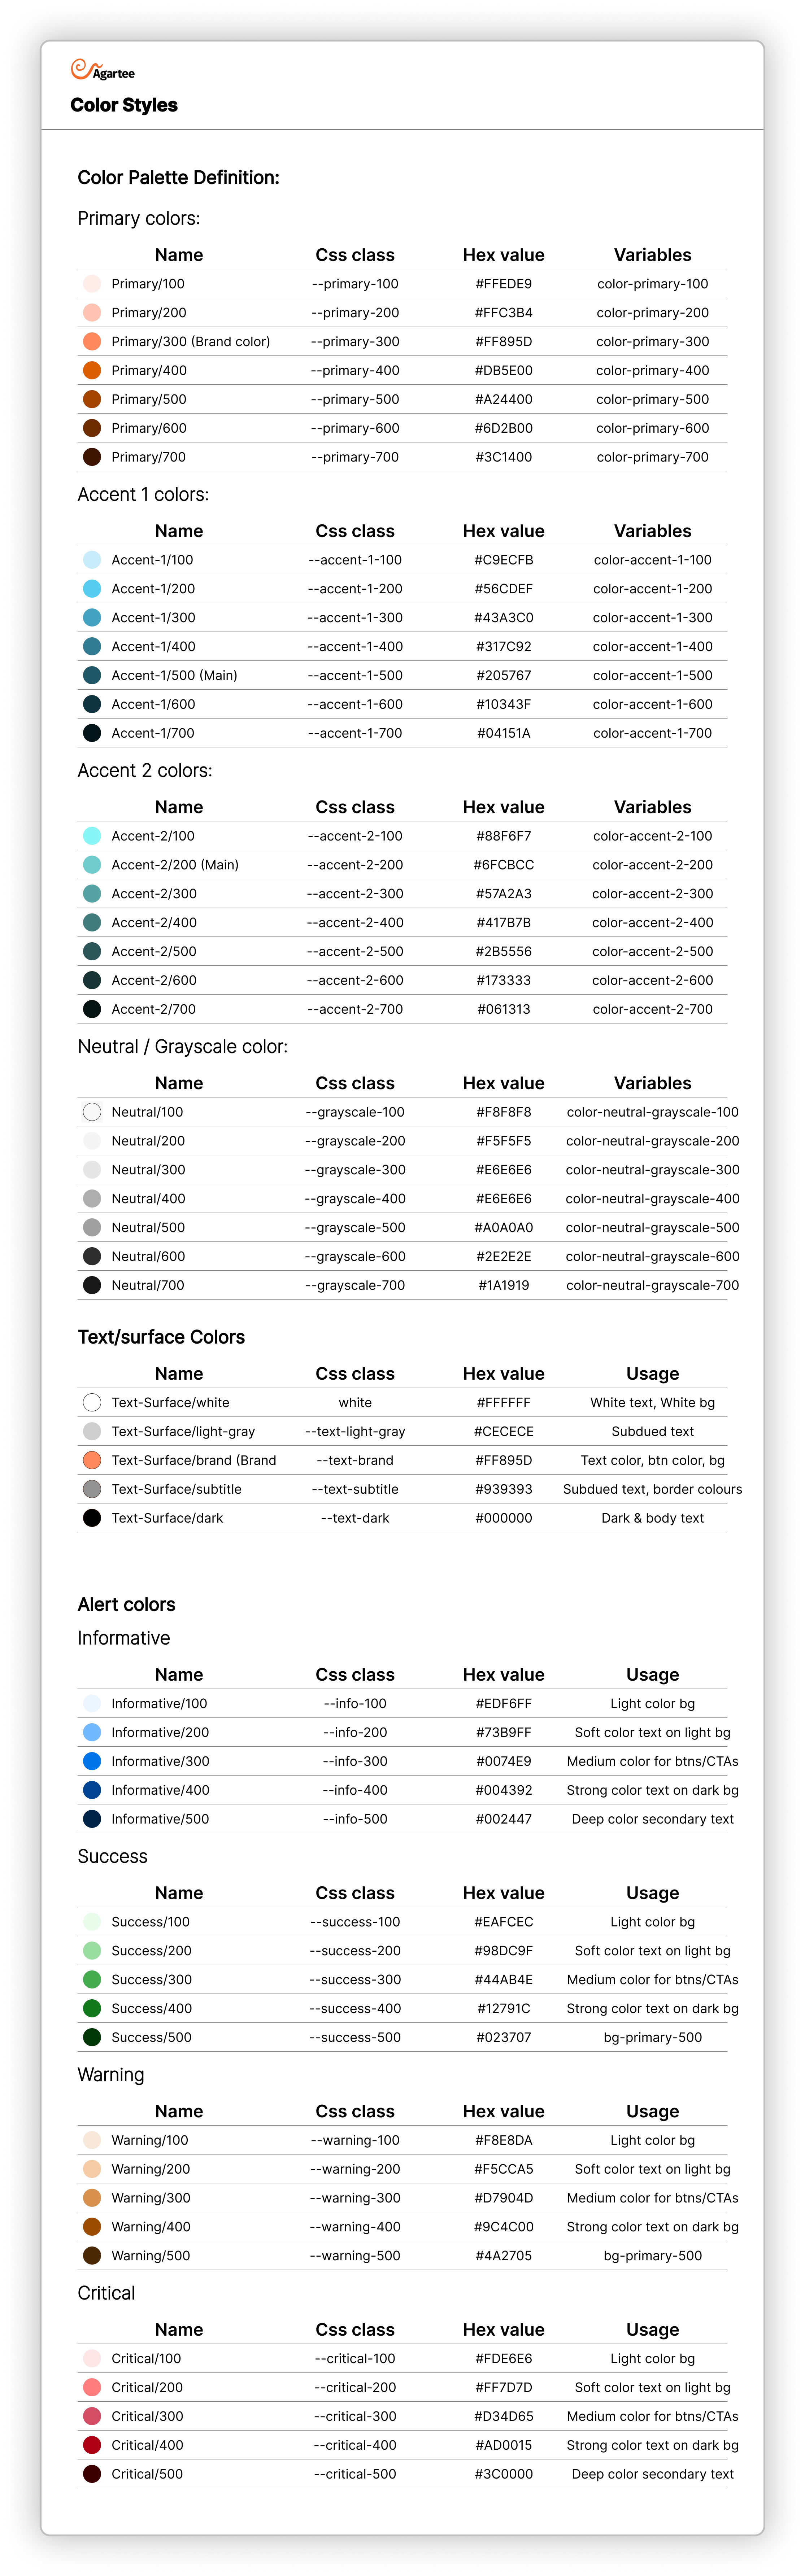 Agartee
Color Styles
Color Palette Definition:
Primary colors:
Name Css class Hex value Variables
Primary/100 --primary-100 #FFEDE9 color-primary-100
Primary/200 --primary-200 #FFC3B4 color-primary-200
Primary/300 (Brand color) --primary-300 #FF895D color-primary-300
Primary/400 --primary-400 #DB5E00 color-primary-400
Primary/500 --primary-500 #A24400 color-primary-500
Primary/600 --primary-600 #6D2B00 color-primary-600
Primary/700 --primary-700 #3C1400 color-primary-700
Accent 1 colors:
Name Css class Hex value Variables
Accent-1/100 --accent-1-100 #C9ECFB color-accent-1-100
Accent-1/200 --accent-1-200 #56CDEF color-accent-1-200
Accent-1/300 --accent-1-300 #43A3C0 color-accent-1-300
Accent-1/400 --accent-1-400 #317C92 color-accent-1-400
Accent-1/500 (Main) --accent-1-500 #205767 color-accent-1-500
Accent-1/600 --accent-1-600 #10343F color-accent-1-600
Accent-1/700 --accent-1-700 #04151A color-accent-1-700
Accent 2 colors:
Name Css class Hex value Variables
Accent-2/100 --accent-2-100 #88F6F7 color-accent-2-100
Accent-2/200 (Main) --accent-2-200 #6FCBCC color-accent-2-200
Accent-2/300 --accent-2-300 #57A2A3 color-accent-2-300
Accent-2/400 --accent-2-400 #417B7B color-accent-2-400
Accent-2/500 --accent-2-500 #2B5556 color-accent-2-500
Accent-2/600 --accent-2-600 #173333 color-accent-2-600
Accent-2/700 --accent-2-700 #061313 color-accent-2-700
Neutral / Grayscale color:
Name Css class Hex value Variables
Neutral/100 --grayscale-100 #F8F8F8 color-neutral-grayscale-100
Neutral/200 --grayscale-200 #F5F5F5 color-neutral-grayscale-200
Neutral/300 --grayscale-300 #E6E6E6 color-neutral-grayscale-300
Neutral/400 --grayscale-400 #E6E6E6 color-neutral-grayscale-400
Neutral/500 --grayscale-500 #A0A0A0 color-neutral-grayscale-500
Neutral/600 --grayscale-600 #2E2E2E color-neutral-grayscale-600
Neutral/700 --grayscale-700 #1A1919 color-neutral-grayscale-700
Text/surface Colors
Name Css class Hex value Usage
Text-Surface/white white #FFFFFF White text, White bg
Text-Surface/light-gray --text-light-gray #CECECE Subdued text
Text-Surface/brand (Brand --text-brand #FF895D Text color, btn color, bg
Text-Surface/subtitle --text-subtitle #939393 Subdued text, border colours
Text-Surface/dark --text-dark #000000 Dark & body text
Alert colors
Informative
Name Css class Hex value Usage
Informative/100 --info-100 #EDF6FF Light color bg
Informative/200 --info-200 #73B9FF Soft color text on light bg
Informative/300 --info-300 #0074E9 Medium color for btns/CTAs
Informative/400 --info-400 #004392 Strong color text on dark bg
Informative/500 --info-500 #002447 Deep color secondary text
Success
Name Css class Hex value Usage
Success/100 --success-100 #EAFCEC Light color bg
Success/200 --success-200 #98DC9F Soft color text on light bg
Success/300 --success-300 #44AB4E Medium color for btns/CTAs
Success/400 --success-400 #12791C Strong color text on dark bg
Success/500 --success-500 #023707 bg-primary-500
Warning
Name Css class Hex value Usage
Warning/100 --warning-100 #F8E8DA Light color bg
Warning/200 --warning-200 #F5CCA5 Soft color text on light bg
Warning/300 --warning-300 #D7904D Medium color for btns/CTAs
Warning/400 --warning-400 #9C4C00 Strong color text on dark bg
Warning/500 --warning-500 #4A2705 bg-primary-500
Critical
Name Css class Hex value Usage
Critical/100 --critical-100 #FDE6E6 Light color bg
Critical/200 --critical-200 #FF7D7D Soft color text on light bg
Critical/300 --critical-300 #D34D65 Medium color for btns/CTAs
Critical/400 --critical-400 #AD0015 Strong color text on dark bg
Critical/500 --critical-500 #3C0000 Deep color secondary text